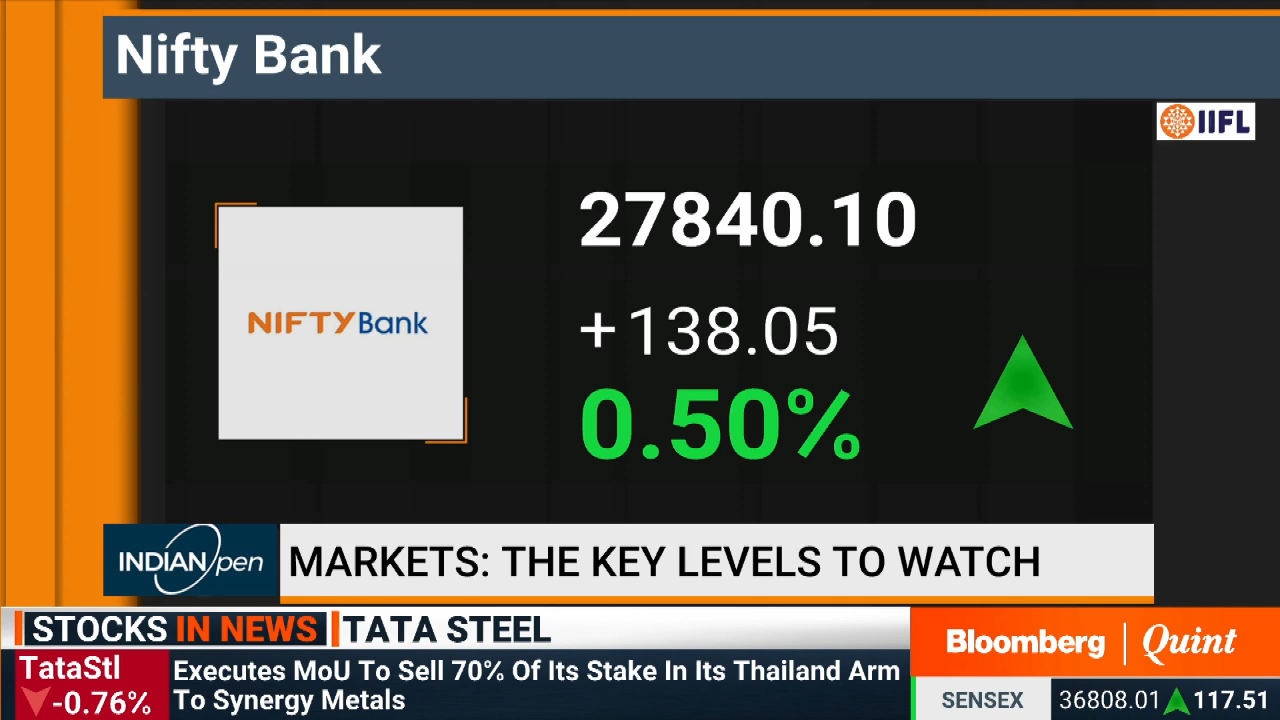 Nifty Bank
IIFL
27840.10
NIFTY Bank
+138.05
0.50%
INDIAN Open
MARKETS: THE KEY LEVELS TO WATCH
STOCKS IN NEWS TATA STEEL
TataStl
-0.76%
Executes MoU To Sell 70% Of Its Stake In Its Thailand Arm
To Synergy Metals
Bloomberg | Quint
SENSEX 36808.01 117.51